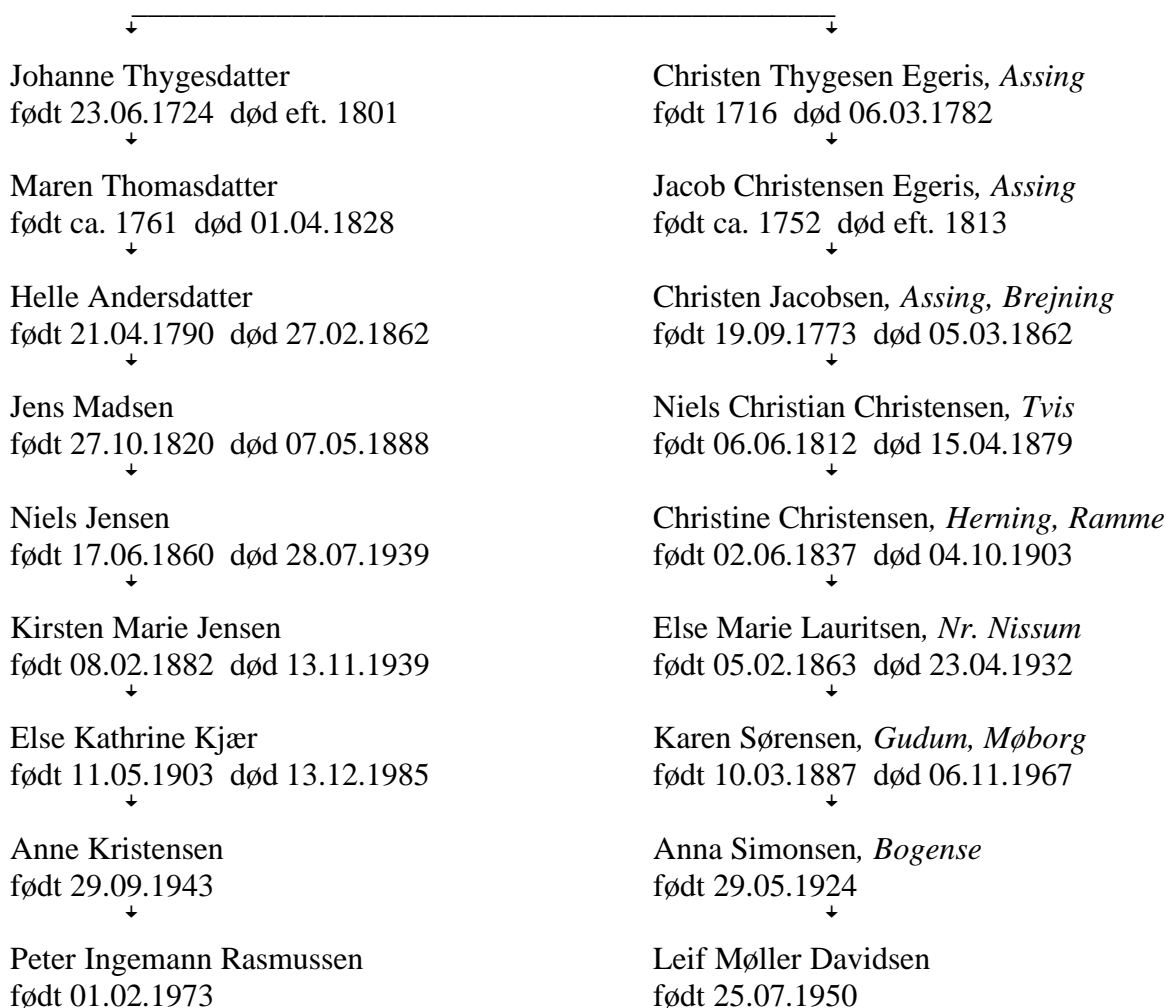 Johanne Thygesdatter
født 23.06.1724  død eft. 1801
Maren Thomasdatter
født ca. 1761  død 01.04.1828
Helle Andersdatter
født 21.04.1790  død 27.02.1862
Jens Madsen
født 27.10.1820  død 07.05.1888
Niels Jensen
født 17.06.1860  død 28.07.1939
Kirsten Marie Jensen
født 08.02.1882  død 13.11.1939
Else Kathrine Kjær
født 11.05.1903  død 13.12.1985
Anne Kristensen
født 29.09.1943
Peter Ingemann Rasmussen
født 01.02.1973
Christen Thygesen Egeris, Assing
født 1716  død 06.03.1782
Jacob Christensen Egeris, Assing
født ca. 1752  død eft. 1813
Christen Jacobsen, Assing, Brejning
født 19.09.1773  død 05.03.1862
Niels Christian Christensen, Tvis
født 06.06.1812  død 15.04.1879
Christine Christensen, Herning, Ramme
født 02.06.1837  død 04.10.1903
Else Marie Lauritsen, Nr. Nissum
født 05.02.1863  død 23.04.1932
Karen Sørensen, Gudum, Møborg
født 10.03.1887  død 06.11.1967
Anna Simonsen, Bogense
født 29.05.1924
Leif Møller Davidsen
født 25.07.1950